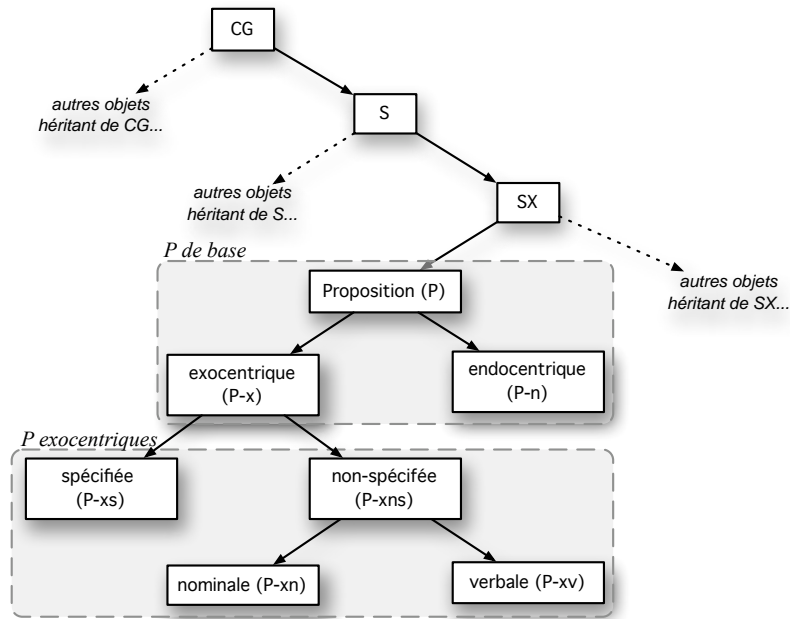 CG
autres objets
héritant de CG...
S
autres objets
héritant de S...
SX
autres objets
héritant de SX...
P de base
Proposition (P)
exocentrique
(P-x)
endocentrique
(P-n)
P exocentriques
spécifiée
(P-xs)
non-spécifée
(P-xns)
nominale (P-xn)
verbale (P-xv)